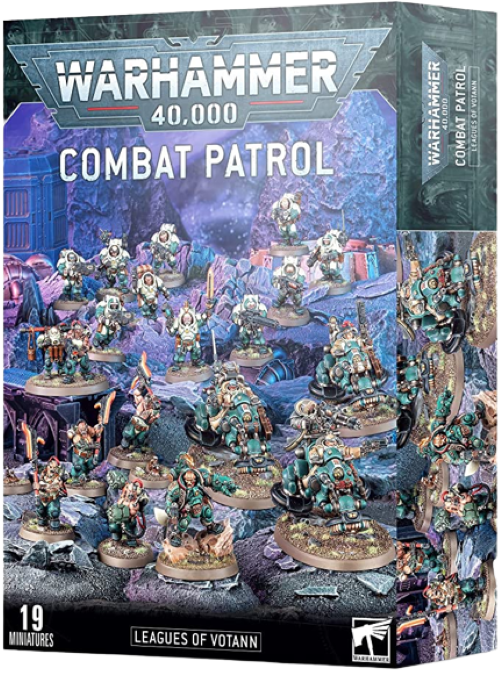 WARHAMMER
40,000
COMBAT PATROL
19
MINIATURES
LEAGUES OF VOTANN
WARHAMMER
WARHAMMER
40,000
COMBAT PATROL
LEAGUES OF VOTANN